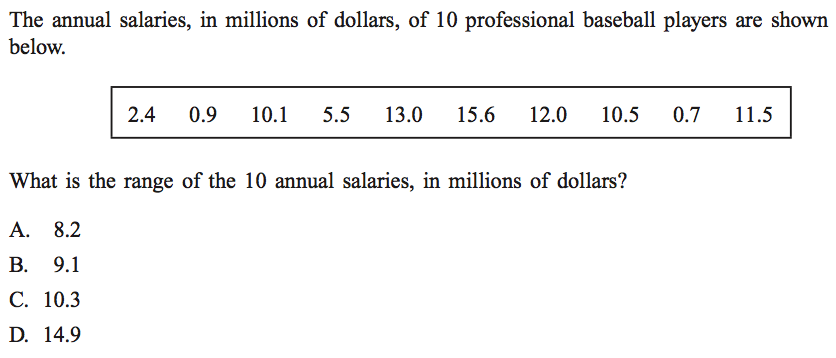 The annual salaries, in millions of dollars, of 10 professional baseball players are shown
below.
2.4 0.9 10.1 5.5 13.0 15.6 12.0 10.5 0.7 11.5
What is the range of the 10 annual salaries, in millions of dollars?
A. 8.2
B. 9.1
C. 10.3
D. 14.9